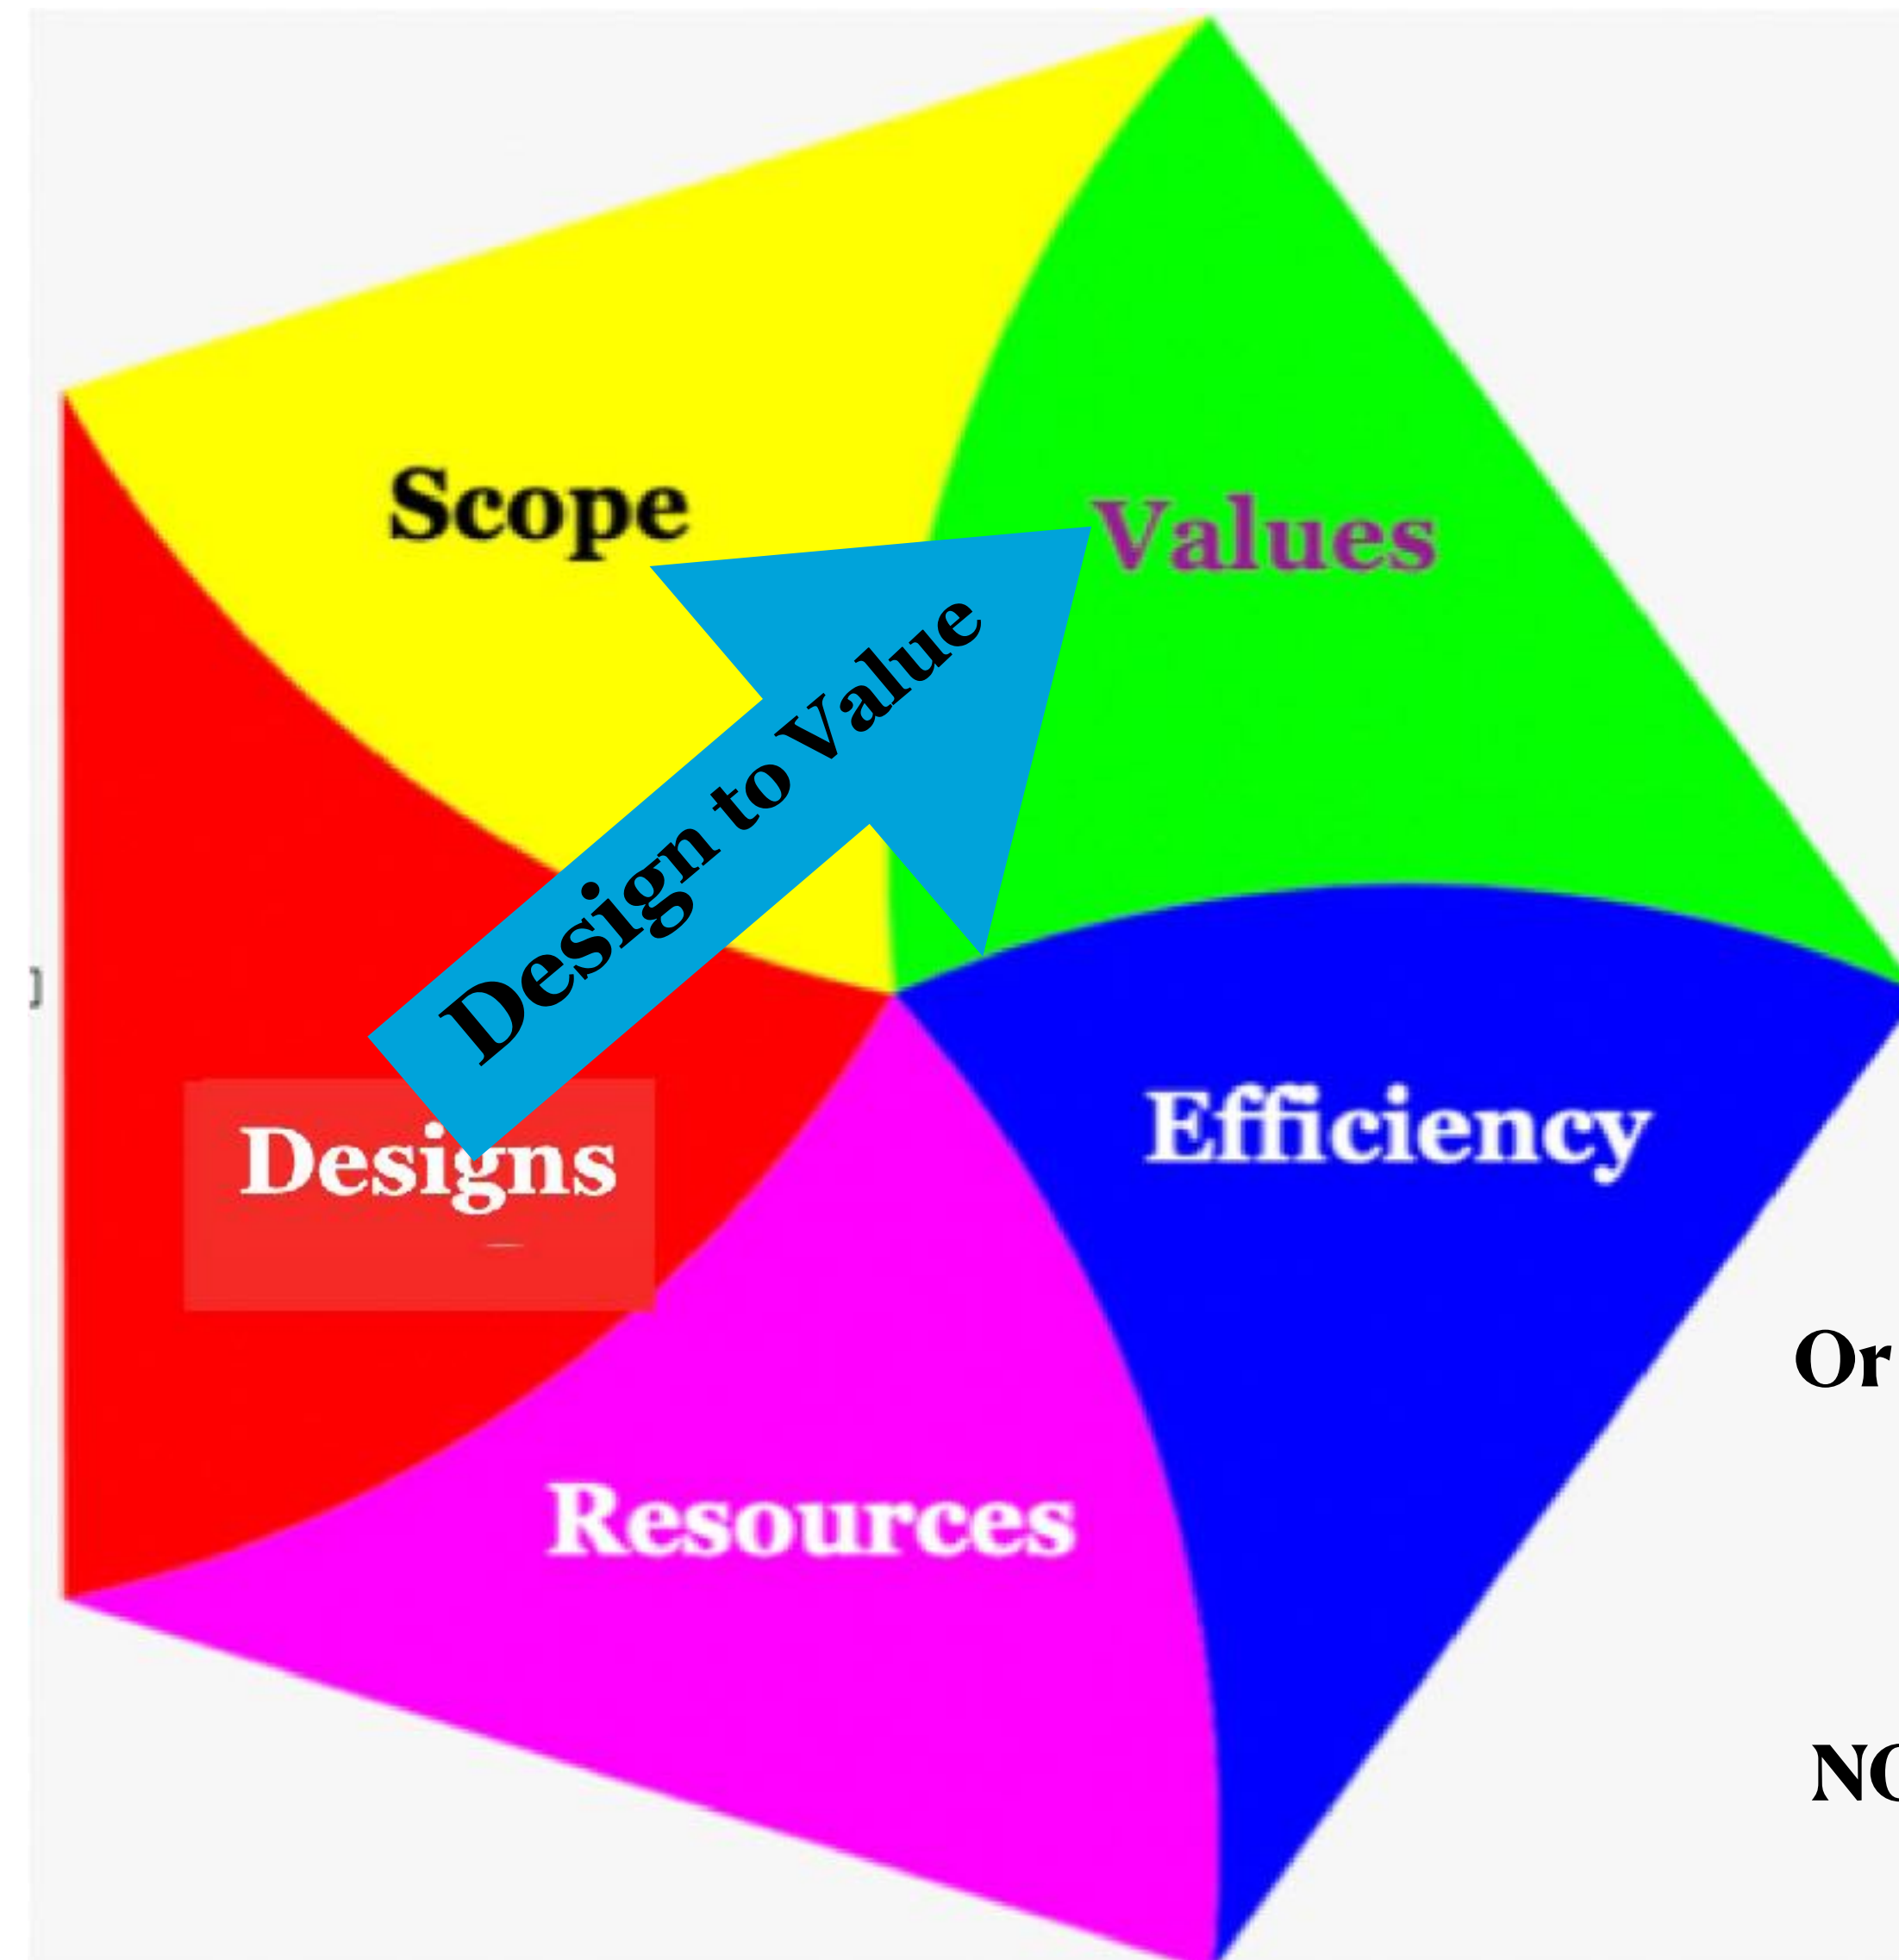 Scope
Values
Design to Value
Designs
Efficiency
Resources
Or